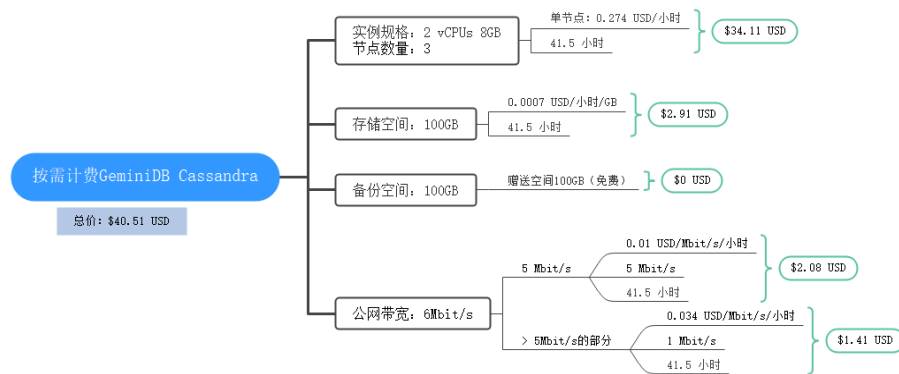 按需计费GeminiDB Cassandra
总价：$40.51 USD
实例规格：2 vCPUs 8GB
节点数量：3
单节点：0.274 USD/小时
41.5 小时
$34.11 USD
存储空间：100GB
0.0007 USD/小时/GB
41.5 小时
$2.91 USD
备份空间：100GB
赠送空间100GB（免费）
$0 USD
公网带宽：6Mbit/s
5 Mbit/s
0.01 USD/Mbit/s/小时
5 Mbit/s
41.5 小时
$2.08 USD
> 5Mbit/s的部分
0.034 USD/Mbit/s/小时
1 Mbit/s
41.5 小时
$1.41 USD